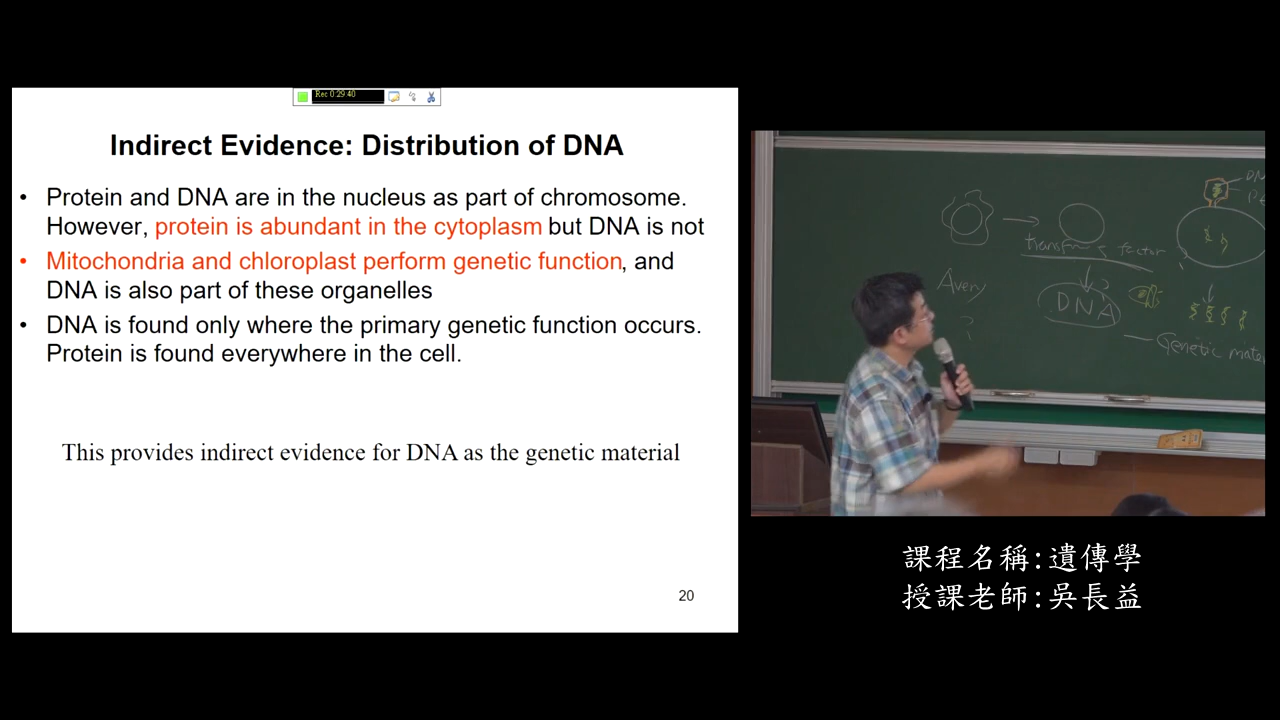 Rec 0:29:40
Indirect Evidence: Distribution of DNA
• Protein and DNA are in the nucleus as part of chromosome.
However, protein is abundant in the cytoplasm but DNA is not
• Mitochondria and chloroplast perform genetic function, and
DNA is also part of these organelles
• DNA is found only where the primary genetic function occurs.
Protein is found everywhere in the cell.
This provides indirect evidence for DNA as the genetic material
20
factor
Avery
?
DNA
Genetic
課程名稱:遺傳學
授課老師:吳長益